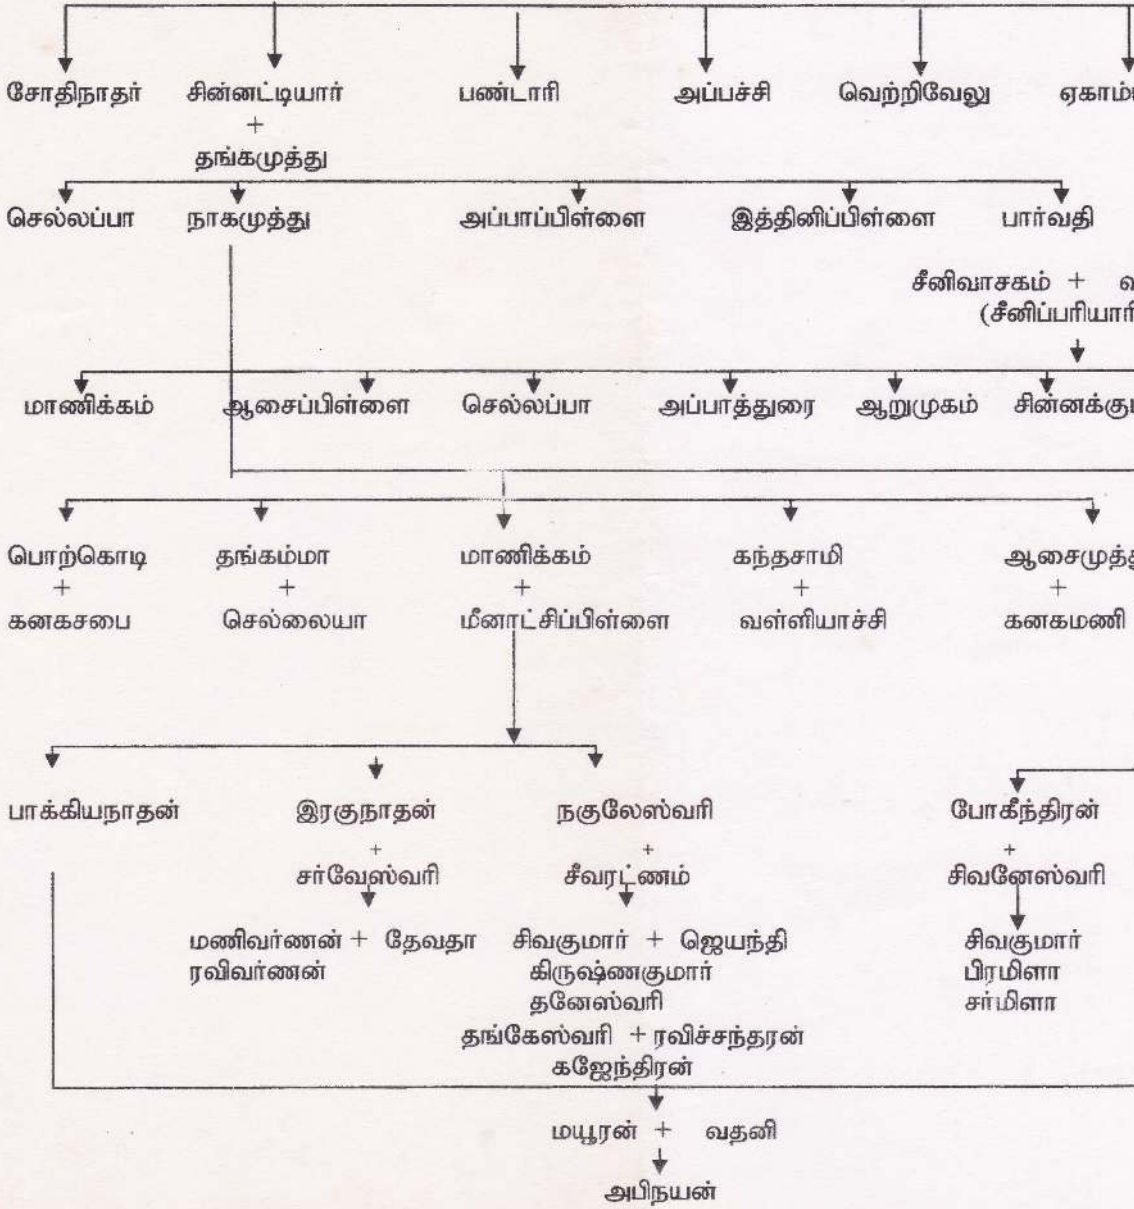 சோதிநாதர் சின்னட்டியார் பண்டாரி அப்பச்சி வெற்றிவேலு
+
தங்கமுத்து
செல்லப்பா நாகமுத்து அப்பாப்பிள்ளை இத்தினிப்பிள்ளை பார்வதி
சீனிவாசகம் +
(சீனிப்பரியாரி
மாணிக்கம் ஆசைப்பிள்ளை செல்லப்பா அப்பாத்துரை ஆறுமுகம்
பொற்கொடி தங்கம்மா மாணிக்கம் கந்தசாமி
+ + + + +
கனகசபை செல்லையா மீனாட்சிப்பிள்ளை வள்ளியாச்சி கனகமணி
பாக்கியநாதன் இரகுநாதன் நகுலேஸ்வரி போகீந்திரன்
+ + +
சர்வேஸ்வரி சீவரட்ணம் சிவனேஸ்வரி
மணிவர்ணன் + தேவதா சிவகுமார் + ஜெயந்தி சிவகுமார்
ரவிவர்ணன் கிருஷ்ணகுமார் பிரமிளா
தனேஸ்வரி சர்மிளா
தங்கேஸ்வரி + ரவிச்சந்தரன்
கஜேந்திரன்
மயூரன் + வதனி
அபிநயன்